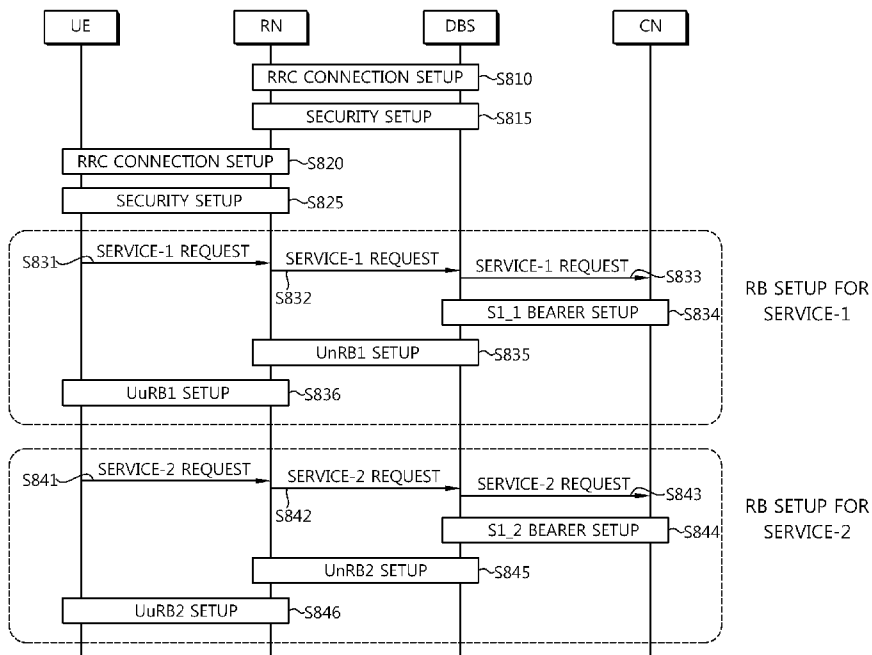 UE
RN
DBS
CN
RRC CONNECTION SETUP
S810
SECURITY SETUP
S815
RRC CONNECTION SETUP
S820
SECURITY SETUP
S825
S831
SERVICE-1 REQUEST
SERVICE-1 REQUEST
S832
SERVICE-1 REQUEST
S833
S1_1 BEARER SETUP
S834
UnRB1 SETUP
S835
UuRB1 SETUP
S836
RB SETUP FOR
SERVICE-1
S841
SERVICE-2 REQUEST
SERVICE-2 REQUEST
S842
SERVICE-2 REQUEST
S843
S1_2 BEARER SETUP
S844
UnRB2 SETUP
S845
UuRB2 SETUP
S846
RB SETUP FOR
SERVICE-2